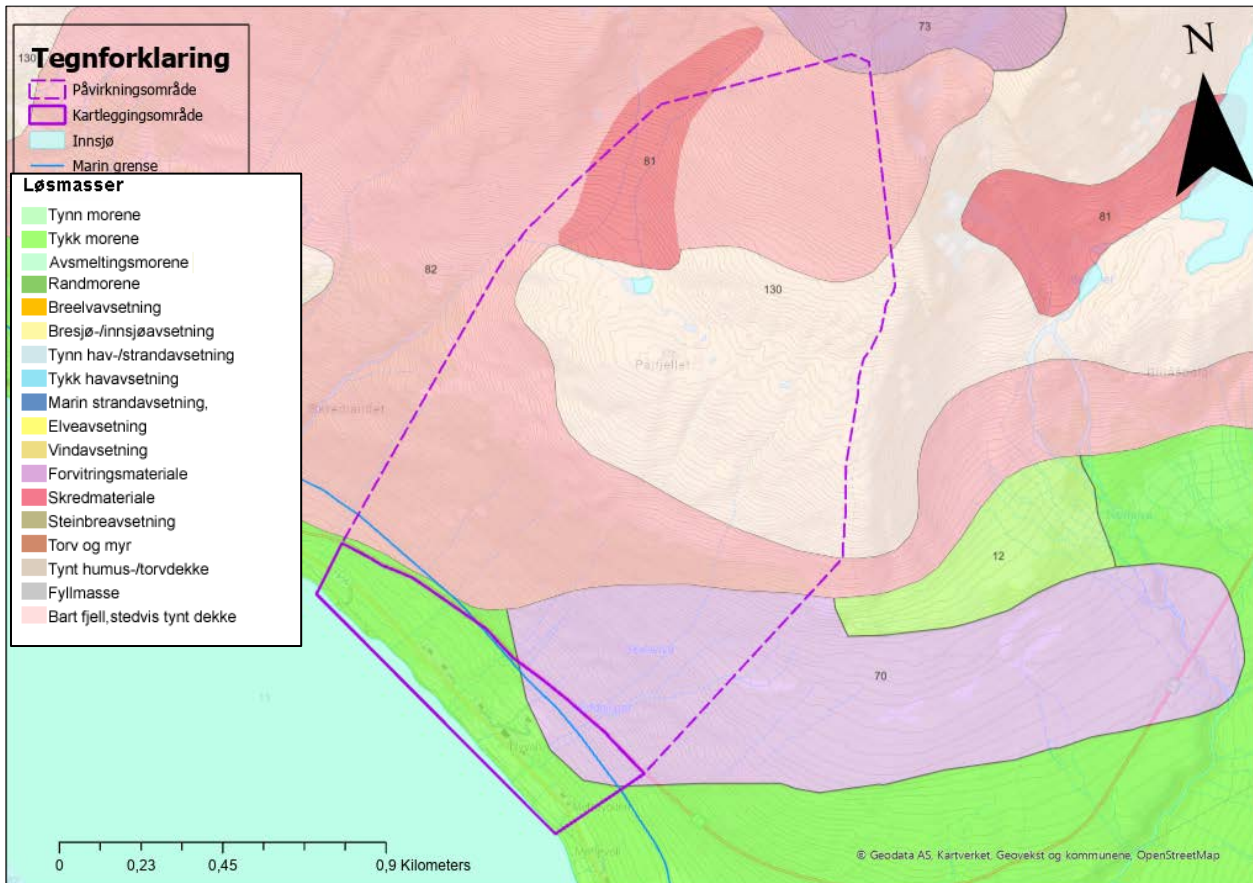 Tegnforklaring
Påvirkningsområde
Kartleggingsområde
Innsjø
Marin grense
Løsmasser
Tynn morene
Tykk morene
Avsmeltingsmorene
Randmorene
Breelvavsetning
Bresjø-/innsjøavsetning
Tynn hav-/strandavsetning
Tykk havavsetning
Marin strandavsetning,
Elveavsetning
Vindavsetning
Forvitringsmateriale
Skredmateriale
Steinbreavsetning
Torv og myr
Tynt humus-/torvdekke
Fyllmasse
Bart fjell,stedvis tynt dekke
130
73
N
81
81
82
130
12
70
0
0,23
0,45
0,9 Kilometers
© Geodata AS, Kartverket, Geovekst og kommunene, OpenStreetMap